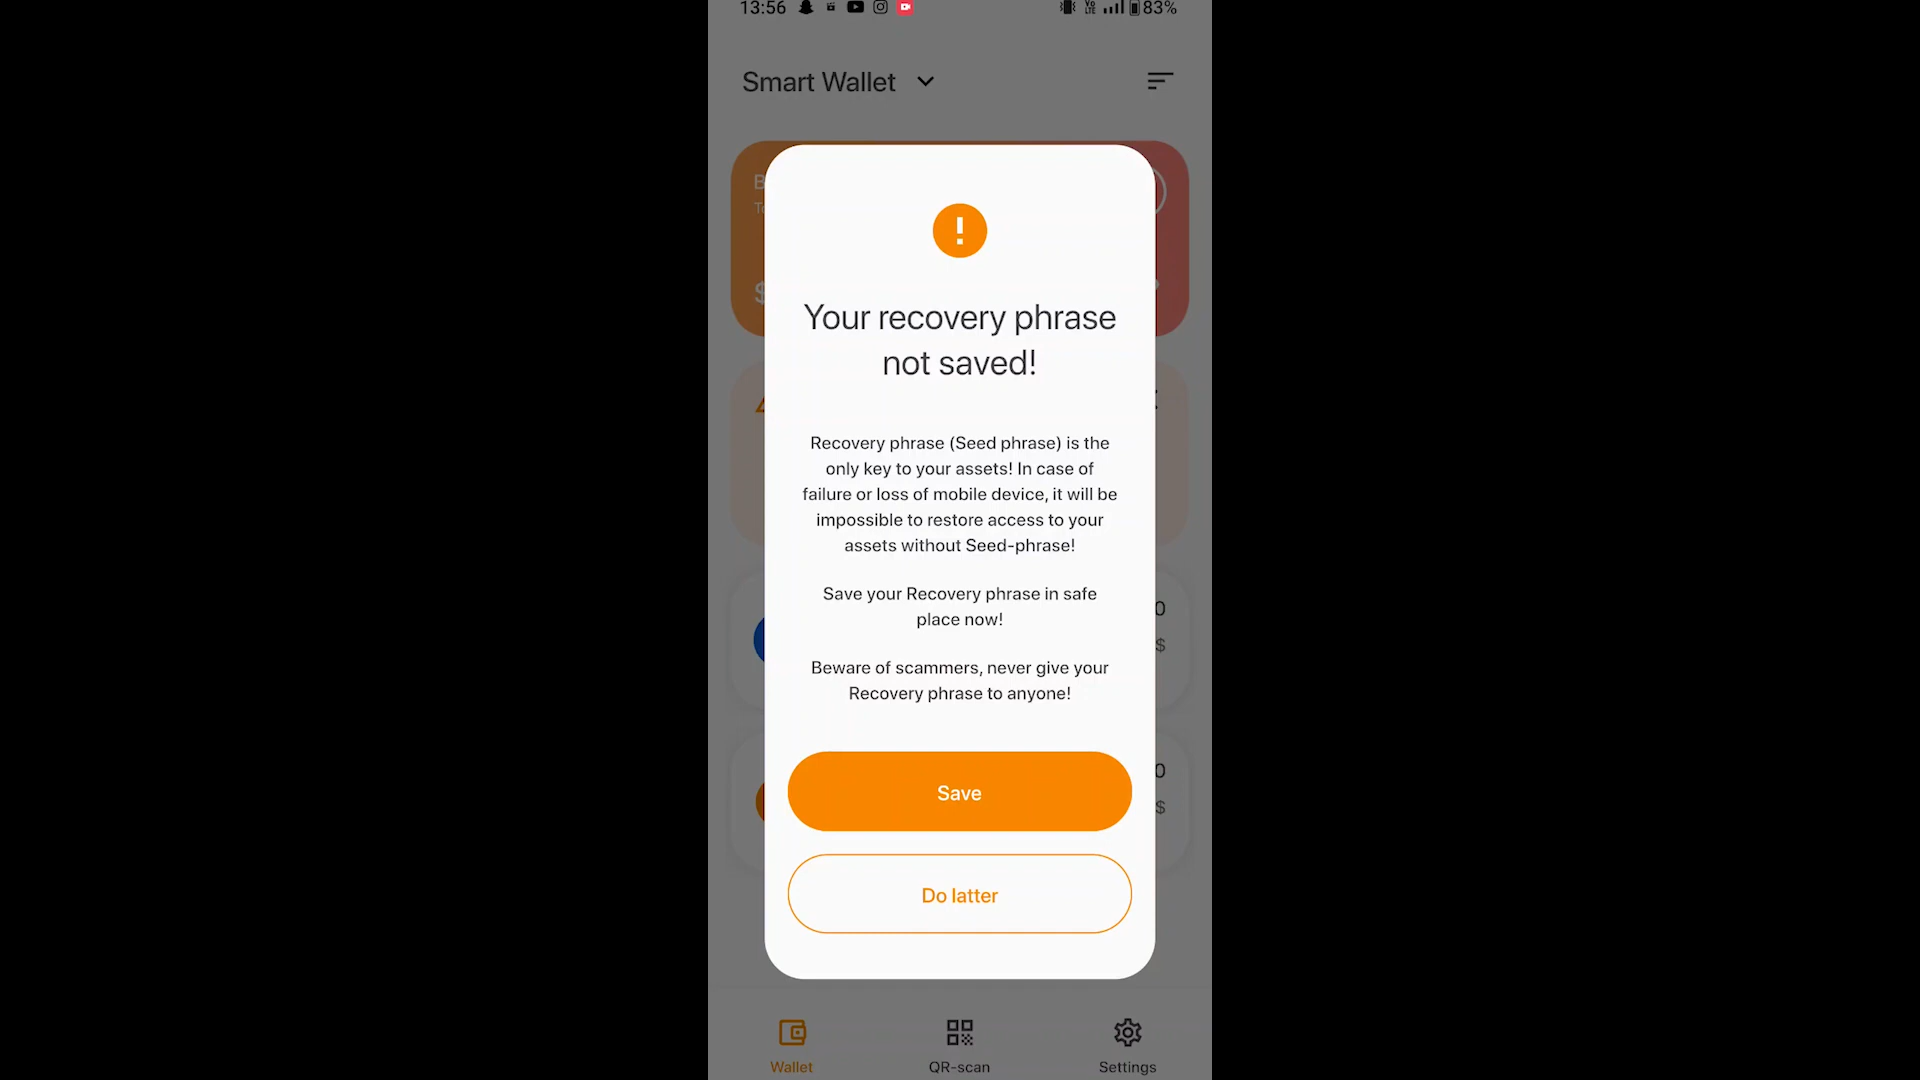 13:56
83%
Smart Wallet
Your recovery phrase
not saved!
Recovery phrase (Seed phrase) is the
only key to your assets! In case of
failure or loss of mobile device, it will be
impossible to restore access to your
assets without Seed-phrase!
Save your Recovery phrase in safe
place now!
Beware of scammers, never give your
Recovery phrase to anyone!
0
$
Save
0
$
Do latter
Wallet
QR-scan
Settings